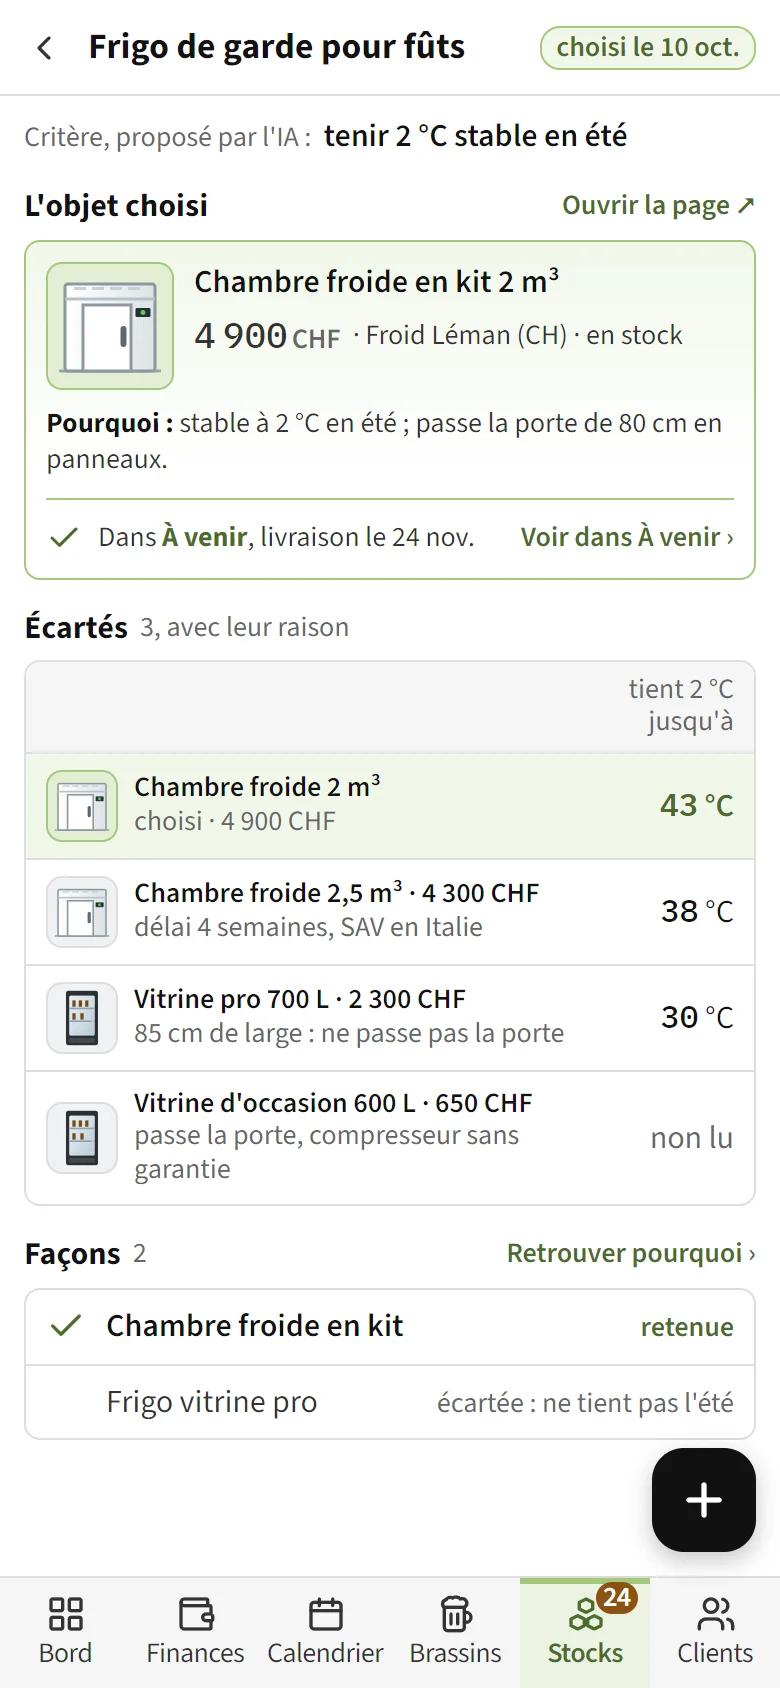 Frigo de garde pour fûts
choisi le 10 oct.
Critère, proposé par l'IA : tenir 2 °C stable en été
L'objet choisi
Ouvrir la page ↗
Chambre froide en kit 2 m³
4 900 CHF · Froid Léman (CH) · en stock
Pourquoi : stable à 2 °C en été ; passe la porte de 80 cm en
panneaux.
Dans À venir, livraison le 24 nov.
Voir dans À venir ›
Écartés 3, avec leur raison
tient 2 °C
jusqu'à
Chambre froide 2 m³
choisi · 4 900 CHF
43 °C
Chambre froide 2,5 m³ · 4 300 CHF
délai 4 semaines, SAV en Italie
38 °C
Vitrine pro 700 L · 2 300 CHF
85 cm de large : ne passe pas la porte
30 °C
Vitrine d'occasion 600 L · 650 CHF
passe la porte, compresseur sans
garantie
non lu
Façons 2
Retrouver pourquoi ›
Chambre froide en kit
retenue
Frigo vitrine pro
écartée : ne tient pas l'été
24
Bord
Finances
Calendrier
Brassins
Stocks
Clients